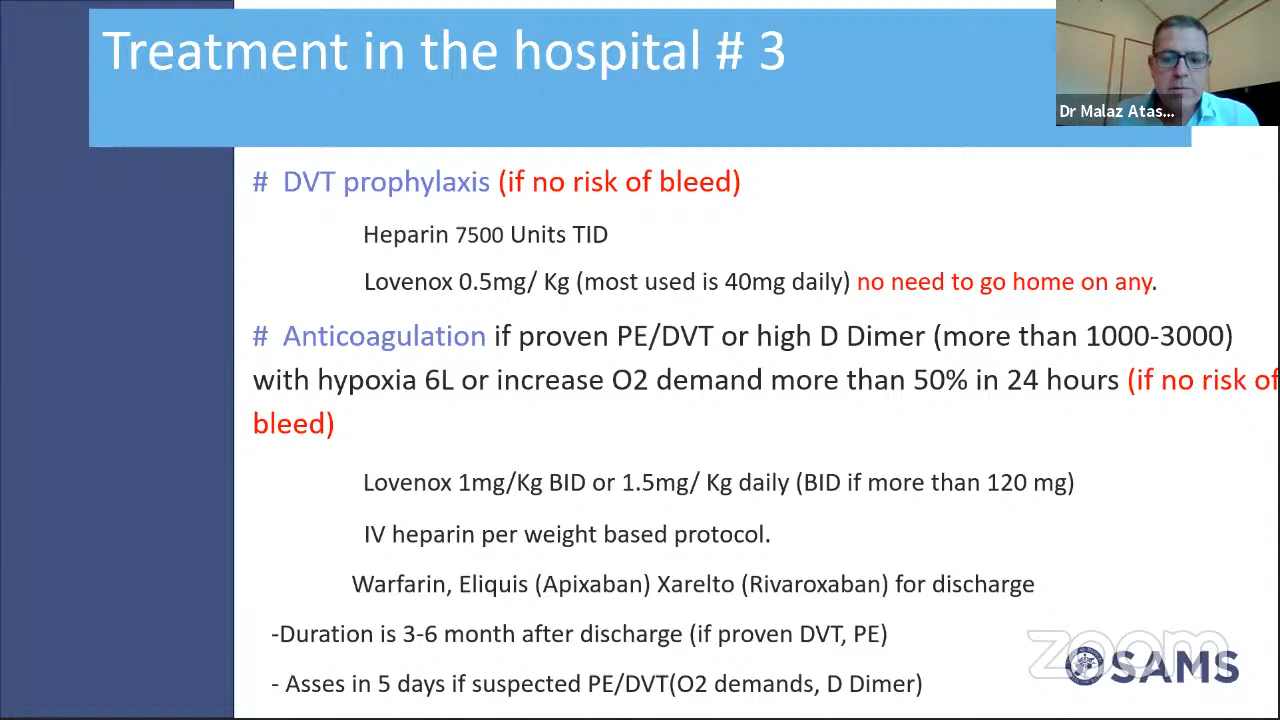 Treatment in the hospital # 3
Dr Malaz Atas...
# DVT prophylaxis (if no risk of bleed)
Heparin 7500 Units TID
Lovenox 0.5mg/ Kg (most used is 40mg daily) no need to go home on any.
# Anticoagulation if proven PE/DVT or high D Dimer (more than 1000-3000)
with hypoxia 6L or increase O2 demand more than 50% in 24 hours (if no risk of
bleed)
Lovenox 1mg/Kg BID or 1.5mg/ Kg daily (BID if more than 120 mg)
IV heparin per weight based protocol.
Warfarin, Eliquis (Apixaban) Xarelto (Rivaroxaban) for discharge
-Duration is 3-6 month after discharge (if proven DVT, PE)
- Asses in 5 days if suspected PE/DVT(O2 demands, D Dimer)
zoom
SAMS